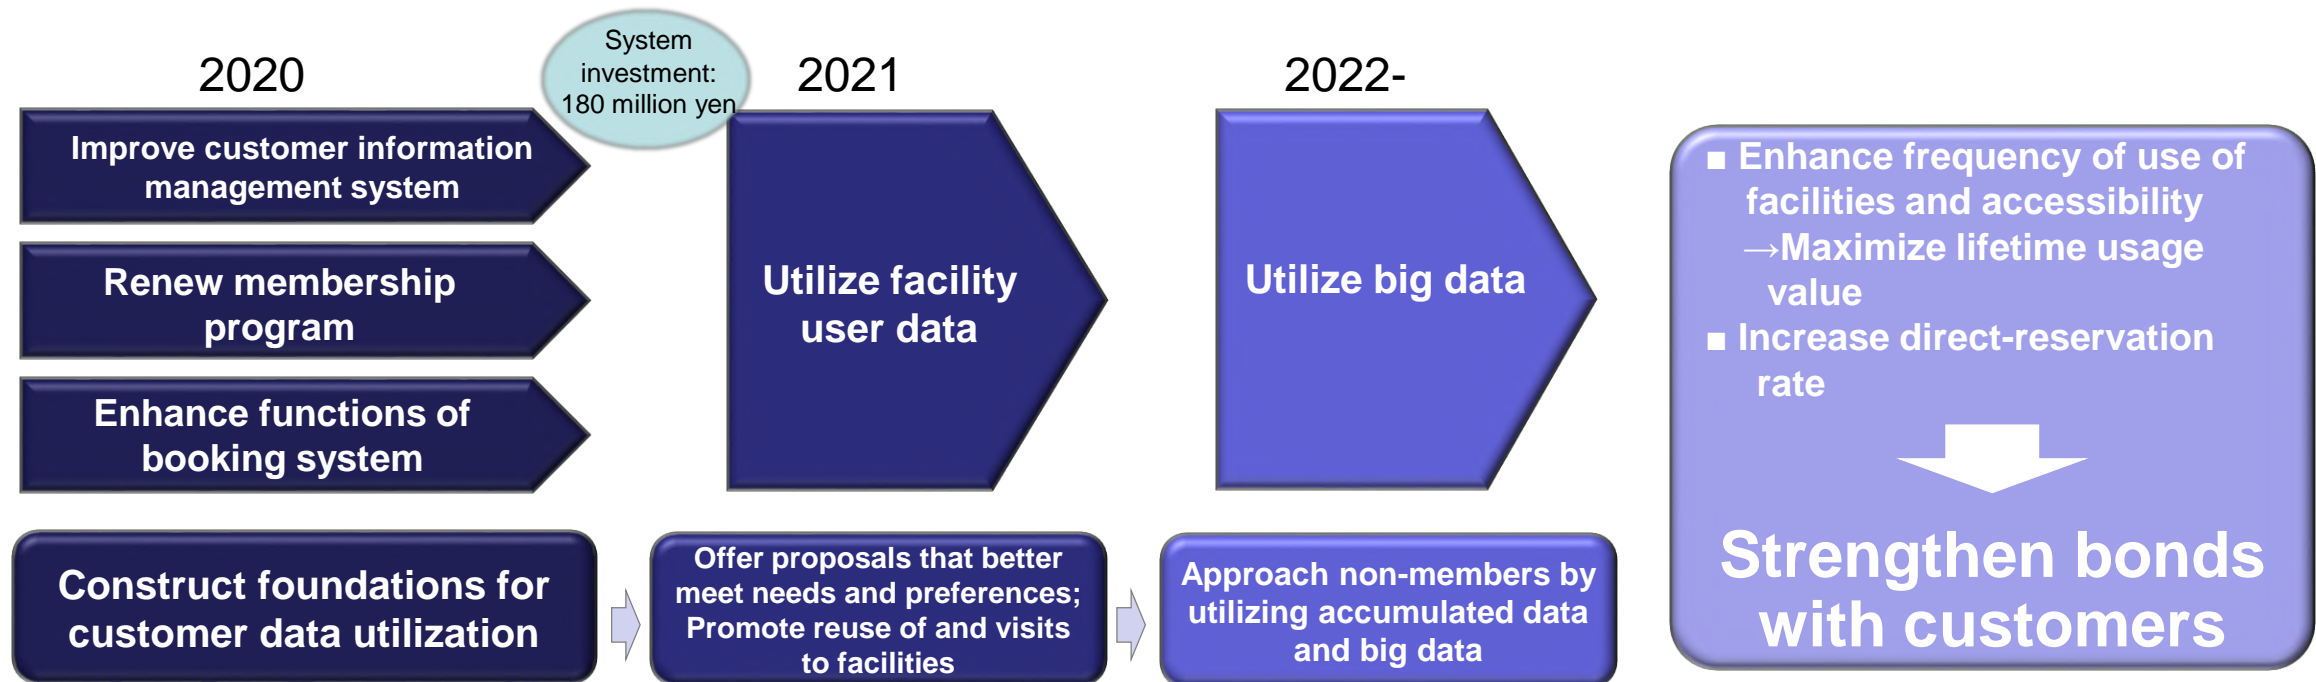 2020
System
investment:
180 million yen
2021
2022-
Improve customer information
management system
Renew membership
program
Enhance functions of
booking system
Utilize facility
user data
Utilize big data
■ Enhance frequency of use of
facilities and accessibility
→Maximize lifetime usage
value
■ Increase direct-reservation
rate
Strengthen bonds
with customers
Construct foundations for
customer data utilization
Offer proposals that better
meet needs and preferences;
Promote reuse of and visits
to facilities
Approach non-members by
utilizing accumulated data
and big data